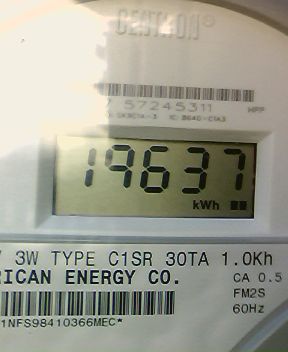 CENTRON®
57245311
19637
kWh
3W TYPE C1SR 30TA 1.0Kh
RICAN ENERGY CO. CA 0.5
FM2S
1NFS98410366MEC* 60Hz